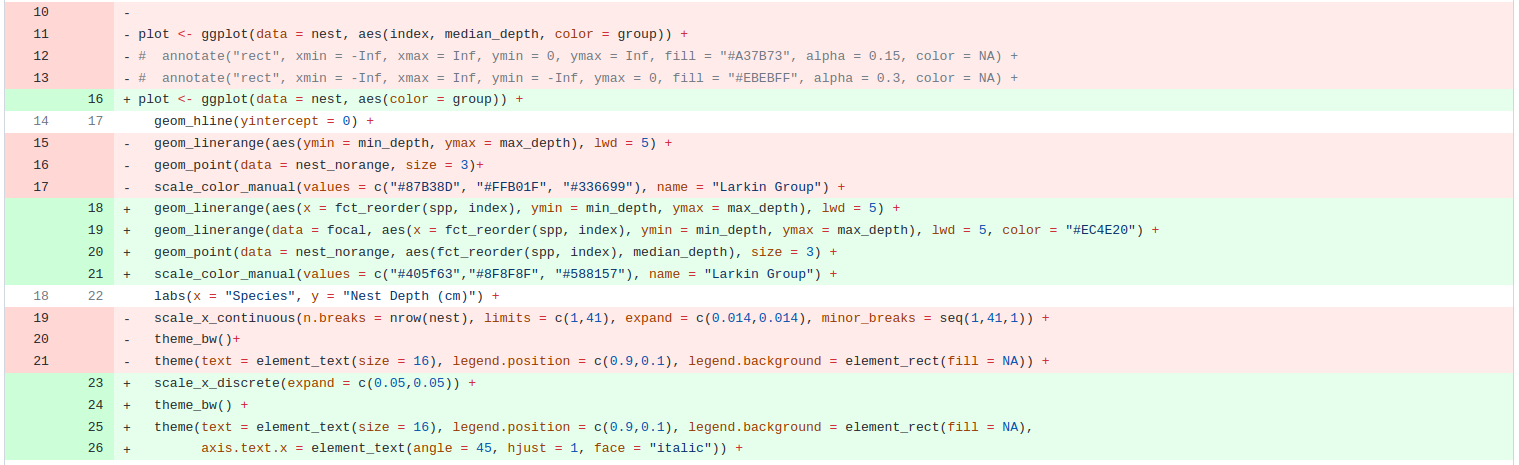 10 -
11 - plot <- ggplot(data = nest, aes(index, median_depth, color = group)) +
12 - #  annotate("rect", xmin = -Inf, xmax = Inf, ymin = 0, ymax = Inf, fill = "#A37B73", alpha = 0.15, color = NA) +
13 - #  annotate("rect", xmin = -Inf, xmax = Inf, ymin = -Inf, ymax = 0, fill = "#EBEBFF", alpha = 0.3, color = NA) +
16 + plot <- ggplot(data = nest, aes(color = group)) +
14 17 geom_hline(yintercept = 0) +
15 - geom_linerange(aes(ymin = min_depth, ymax = max_depth), lwd = 5) +
16 - geom_point(data = nest_norange, size = 3)+
17 - scale_color_manual(values = c("#87B38D", "#FFB01F", "#336699"), name = "Larkin Group") +
18 + geom_linerange(aes(x = fct_reorder(spp, index), ymin = min_depth, ymax = max_depth), lwd = 5) +
19 + geom_linerange(data = focal, aes(x = fct_reorder(spp, index), ymin = min_depth, ymax = max_depth), lwd = 5, color = "#EC4E20") +
20 + geom_point(data = nest_norange, aes(fct_reorder(spp, index), median_depth), size = 3) +
21 + scale_color_manual(values = c("#405f63","#8F8F8F", "#588157"), name = "Larkin Group") +
18 22 labs(x = "Species", y = "Nest Depth (cm)") +
19 - scale_x_continuous(n.breaks = nrow(nest), limits = c(1,41), expand = c(0.014,0.014), minor_breaks = seq(1,41,1)) +
20 - theme_bw()+
21 - theme(text = element_text(size = 16), legend.position = c(0.9,0.1), legend.background = element_rect(fill = NA)) +
23 + scale_x_discrete(expand = c(0.05,0.05)) +
24 + theme_bw() +
25 + theme(text = element_text(size = 16), legend.position = c(0.9,0.1), legend.background = element_rect(fill = NA),
26 + axis.text.x = element_text(angle = 45, hjust = 1, face = "italic")) +